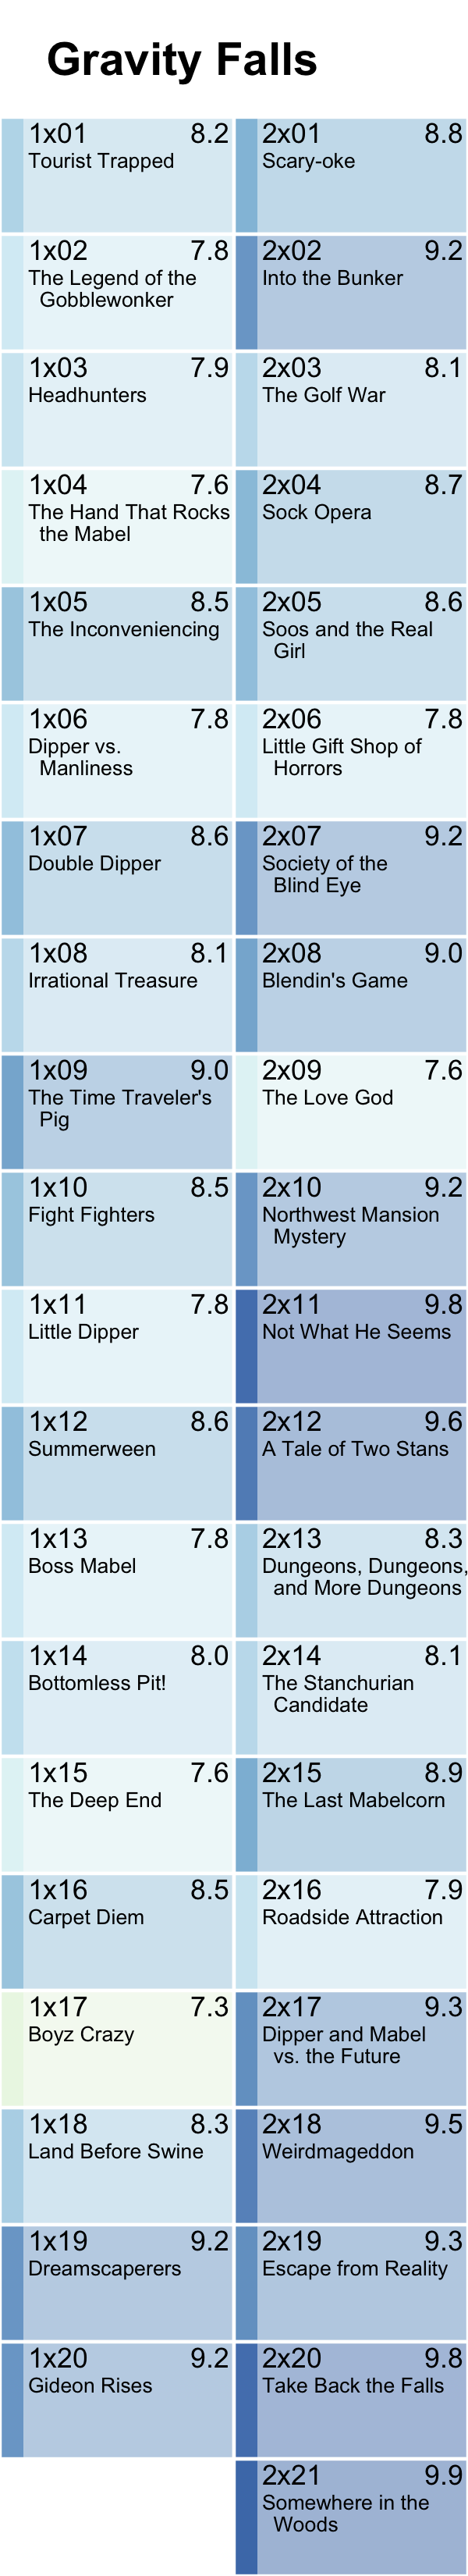 Gravity Falls
1x01 8.2
Tourist Trapped
1x02 7.8
The Legend of the
Gobblewonker
1x03 7.9
Headhunters
1x04 7.6
The Hand That Rocks
the Mabel
1x05 8.5
The Inconveniencing
1x06 7.8
Dipper vs.
Manliness
1x07 8.6
Double Dipper
1x08 8.1
Irrational Treasure
1x09 9.0
The Time Traveler's
Pig
1x10 8.5
Fight Fighters
1x11 7.8
Little Dipper
1x12 8.6
Summerween
1x13 7.8
Boss Mabel
1x14 8.0
Bottomless Pit!
1x15 7.6
The Deep End
1x16 8.5
Carpet Diem
1x17 7.3
Boyz Crazy
1x18 8.3
Land Before Swine
1x19 9.2
Dreamscaperers
1x20 9.2
Gideon Rises
2x01 8.8
Scary-oke
2x02 9.2
Into the Bunker
2x03 8.1
The Golf War
2x04 8.7
Sock Opera
2x05 8.6
Soos and the Real
Girl
2x06 7.8
Little Gift Shop of
Horrors
2x07 9.2
Society of the
Blind Eye
2x08 9.0
Blendin's Game
2x09 7.6
The Love God
2x10 9.2
Northwest Mansion
Mystery
2x11 9.8
Not What He Seems
2x12 9.6
A Tale of Two Stans
2x13 8.3
Dungeons, Dungeons,
and More Dungeons
2x14 8.1
The Stanchurian
Candidate
2x15 8.9
The Last Mabelcorn
2x16 7.9
Roadside Attraction
2x17 9.3
Dipper and Mabel
vs. the Future
2x18 9.5
Weirdmageddon
2x19 9.3
Escape from Reality
2x20 9.8
Take Back the Falls
2x21 9.9
Somewhere in the
Woods